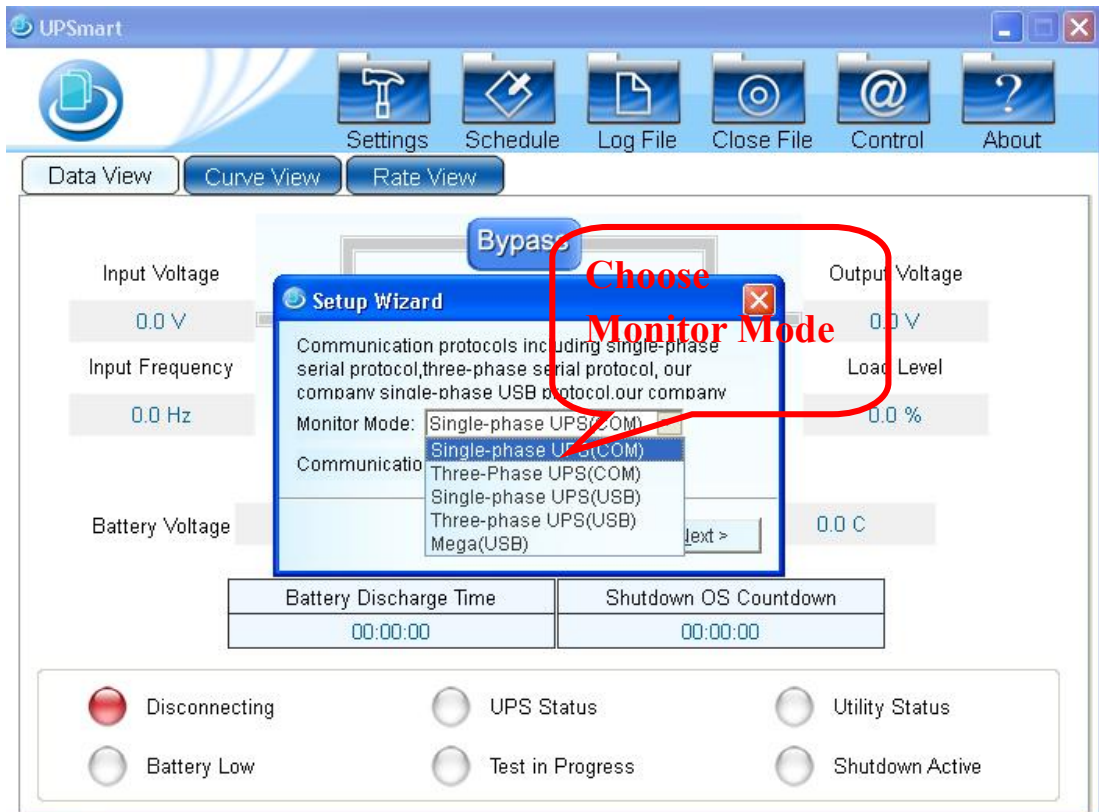 UPSmart
Settings Schedule Log File Close File Control About
Data View Curve View Rate View
Bypass
Input Voltage
0.0 V
Input Frequency
0.0 Hz
Output Voltage
0.0 V
Load Level
0.0 %
Choose
Monitor Mode
Setup Wizard
Communication protocols including single-phase
serial protocol,three-phase serial protocol, our
company single-phase USB protocol,our company
Monitor Mode: Single-phase UPS(COM)
Single-phase UPS(COM)
Three-Phase UPS(COM)
Single-phase UPS(USB)
Three-phase UPS(USB)
Mega(USB)
Communicatio
ext >
Battery Voltage
0.0 C
Battery Discharge Time Shutdown OS Countdown
00:00:00 00:00:00
Disconnecting UPS Status Utility Status
Battery Low Test in Progress Shutdown Active